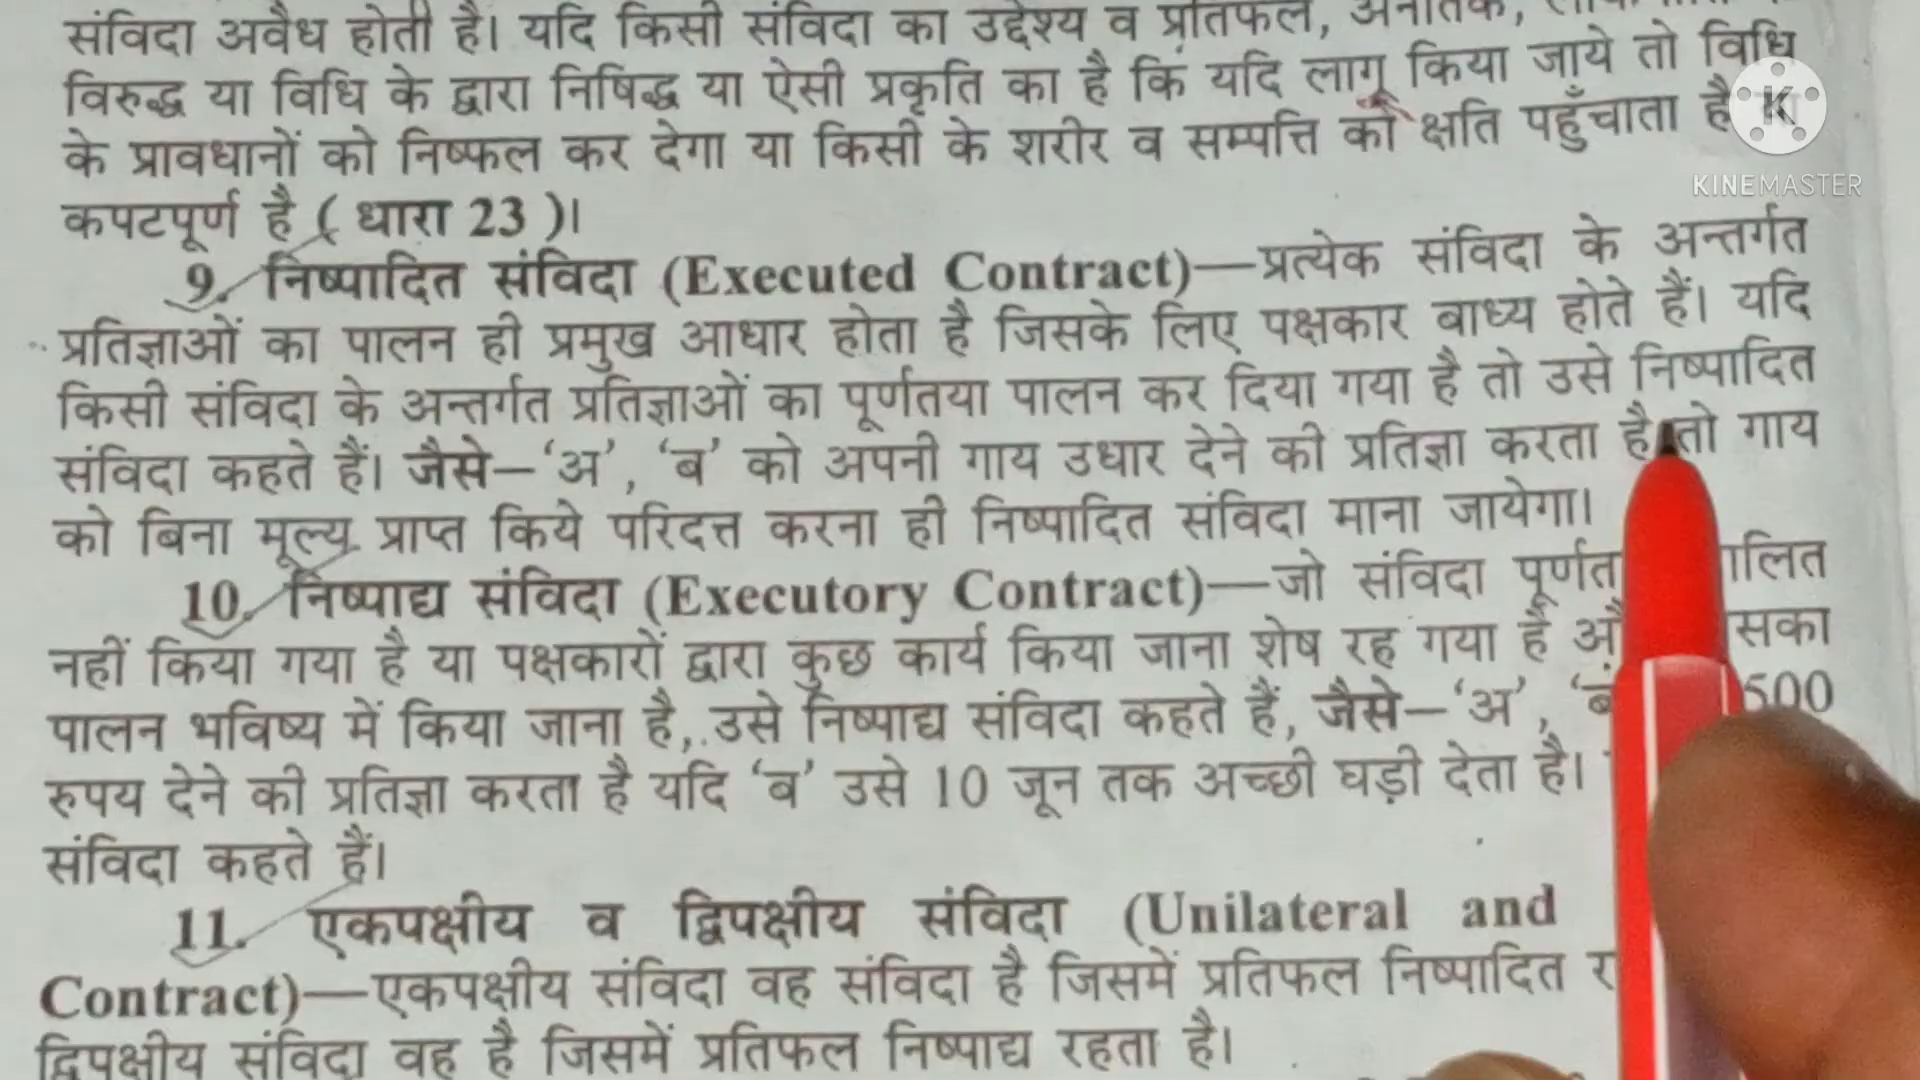 संविदा अवैध होती है। यदि किसी संविदा का उद्देश्य व प्रतिफल, अनैतिक,
विरुद्ध या विधि के द्वारा निषिद्ध या ऐसी प्रकृति का है कि यदि लागू किया जाये तो विधि
के प्रावधानों को निष्फल कर देगा या किसी के शरीर व सम्पत्ति को क्षति पहुँचाता है
कपटपूर्ण है ( धारा 23 )।
9. निष्पादित संविदा (Executed Contract)—प्रत्येक संविदा के अन्तर्गत
प्रतिज्ञाओं का पालन ही प्रमुख आधार होता है जिसके लिए पक्षकार बाध्य होते हैं। यदि
किसी संविदा के अन्तर्गत प्रतिज्ञाओं का पूर्णतया पालन कर दिया गया है तो उसे निष्पादित
संविदा कहते हैं। जैसे—‘अ’, ‘ब’ को अपनी गाय उधार देने की प्रतिज्ञा करता है तो गाय
को बिना मूल्य प्राप्त किये परिदत्त करना ही निष्पादित संविदा माना जायेगा।
10. निष्पाद्य संविदा (Executory Contract)—जो संविदा
नहीं किया गया है या पक्षकारों द्वारा कुछ कार्य किया जाना शेष रह गया है
पालन भविष्य में किया जाना है, उसे निष्पाद्य संविदा कहते हैं, जैसे—‘अ’, 500
रुपय देने की प्रतिज्ञा करता है यदि ‘ब’ उसे 10 जून तक अच्छी घड़ी देता है।
संविदा कहते हैं।
11. एकपक्षीय व द्विपक्षीय संविदा (Unilateral and
Contract)—एकपक्षीय संविदा वह संविदा है जिसमें प्रतिफल निष्पादित
द्विपक्षीय संविदा वह है जिसमें प्रतिफल निष्पाद्य रहता है।
K
KINEMASTER